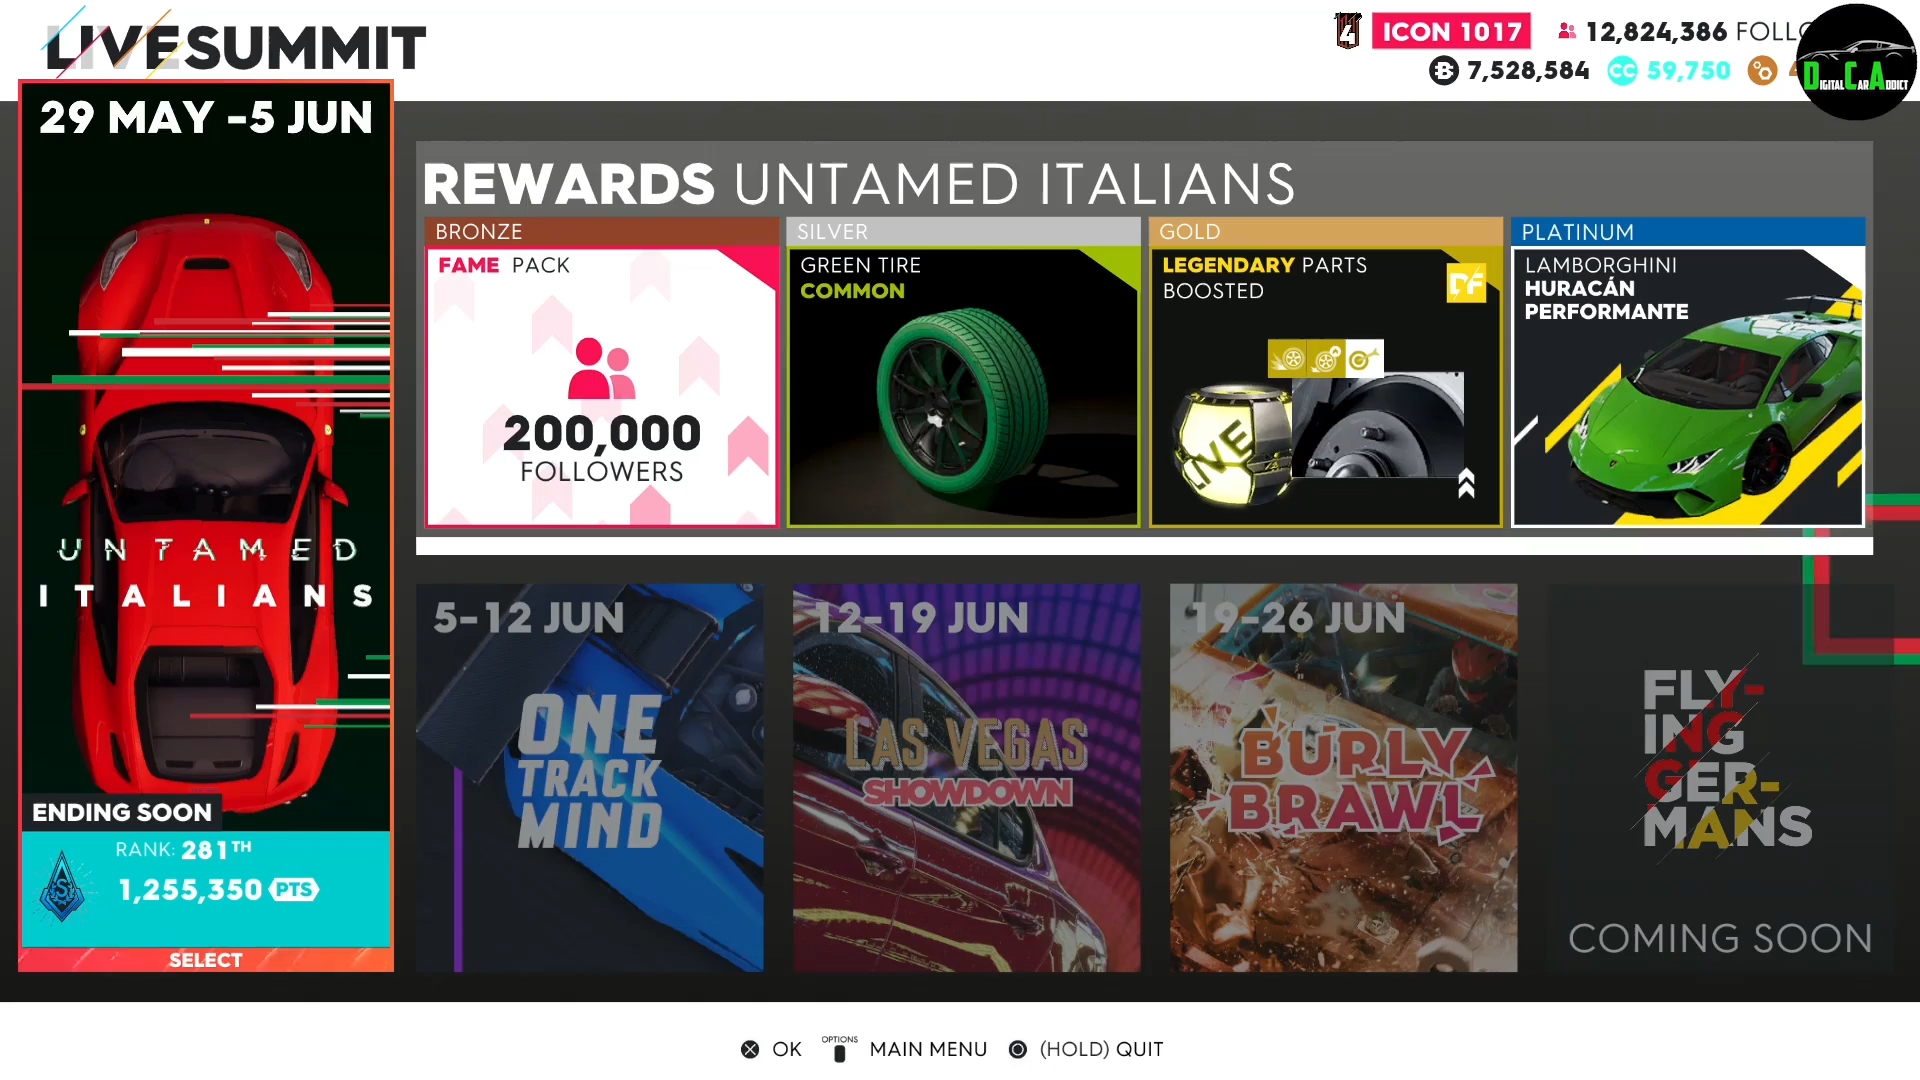 LIVESUMMIT
ICON 1017
12,824,386 FOLLO
7,528,584
59,750
DIGITALCARADDICT
29 MAY -5 JUN
UNTAMED
ITALIANS
ENDING SOON
RANK: 281TH
1,255,350 PTS
SELECT
REWARDS UNTAMED ITALIANS
BRONZE
FAME PACK
200,000
FOLLOWERS
SILVER
GREEN TIRE
COMMON
GOLD
LEGENDARY PARTS
BOOSTED
LIVE
PLATINUM
LAMBORGHINI
HURACÁN
PERFORMANTE
5-12 JUN
ONE
TRACK
MIND
12-19 JUN
LAS VEGAS
SHOWDOWN
19-26 JUN
BURLY
BRAWL
FLY-
ING
GER-
MANS
COMING SOON
OK
OPTIONS
MAIN MENU
(HOLD) QUIT